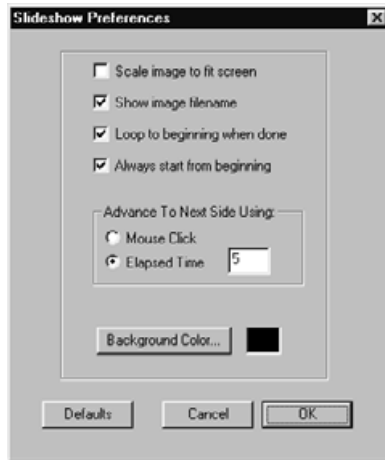 Slideshow Preferences
Scale image to fit screen
Show image filename
Loop to beginning when done
Always start from beginning
Advance To Next Side Using:
Mouse Click
Elapsed Time 5
Background Color...
Defaults Cancel OK